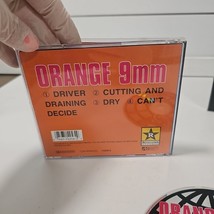 ORANGE 9mm
1 DRIVER 2 CUTTING AND
DRAINING 3 DRY 4 CAN'T
DECIDE
R